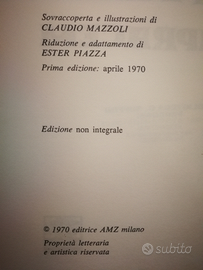 Sovraccoperta e illustrazioni di
CLAUDIO MAZZOLI
Riduzione e adattamento di
ESTER PIAZZA
Prima edizione: aprile 1970
Edizione non integrale
© 1970 editrice AMZ milano
Proprietà letteraria
e artistica riservata
subito